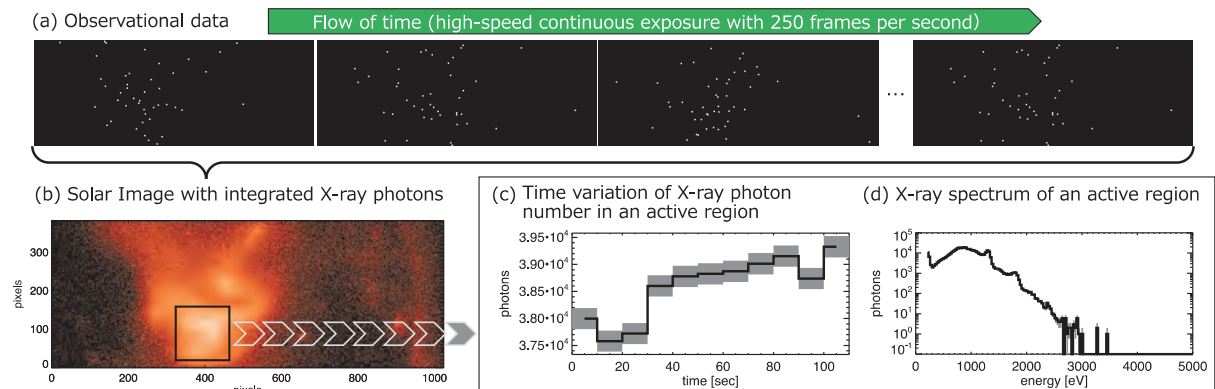 (a) Observational data
Flow of time (high-speed continuous exposure with 250 frames per second)
...
(b) Solar Image with integrated X-ray photons
pixels
300
200
100
0
0 200 400 600 800 1000
pixels
(c) Time variation of X-ray photon
number in an active region
photons
3.95•10⁴
3.90•10⁴
3.85•10⁴
3.80•10⁴
3.75•10⁴
0 20 40 60 80 100
time [sec]
(d) X-ray spectrum of an active region
photons
10⁵
10⁴
10³
10²
10¹
10⁰
10⁻¹
0 1000 2000 3000 4000 5000
energy [eV]